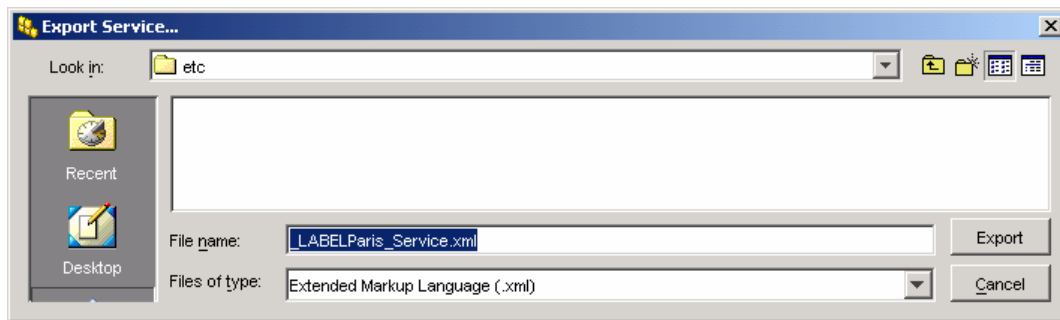 Export Service...
Look in: etc
Recent
Desktop
File name: _LABELParis_Service.xml Export
Files of type: Extended Markup Language (.xml) Cancel